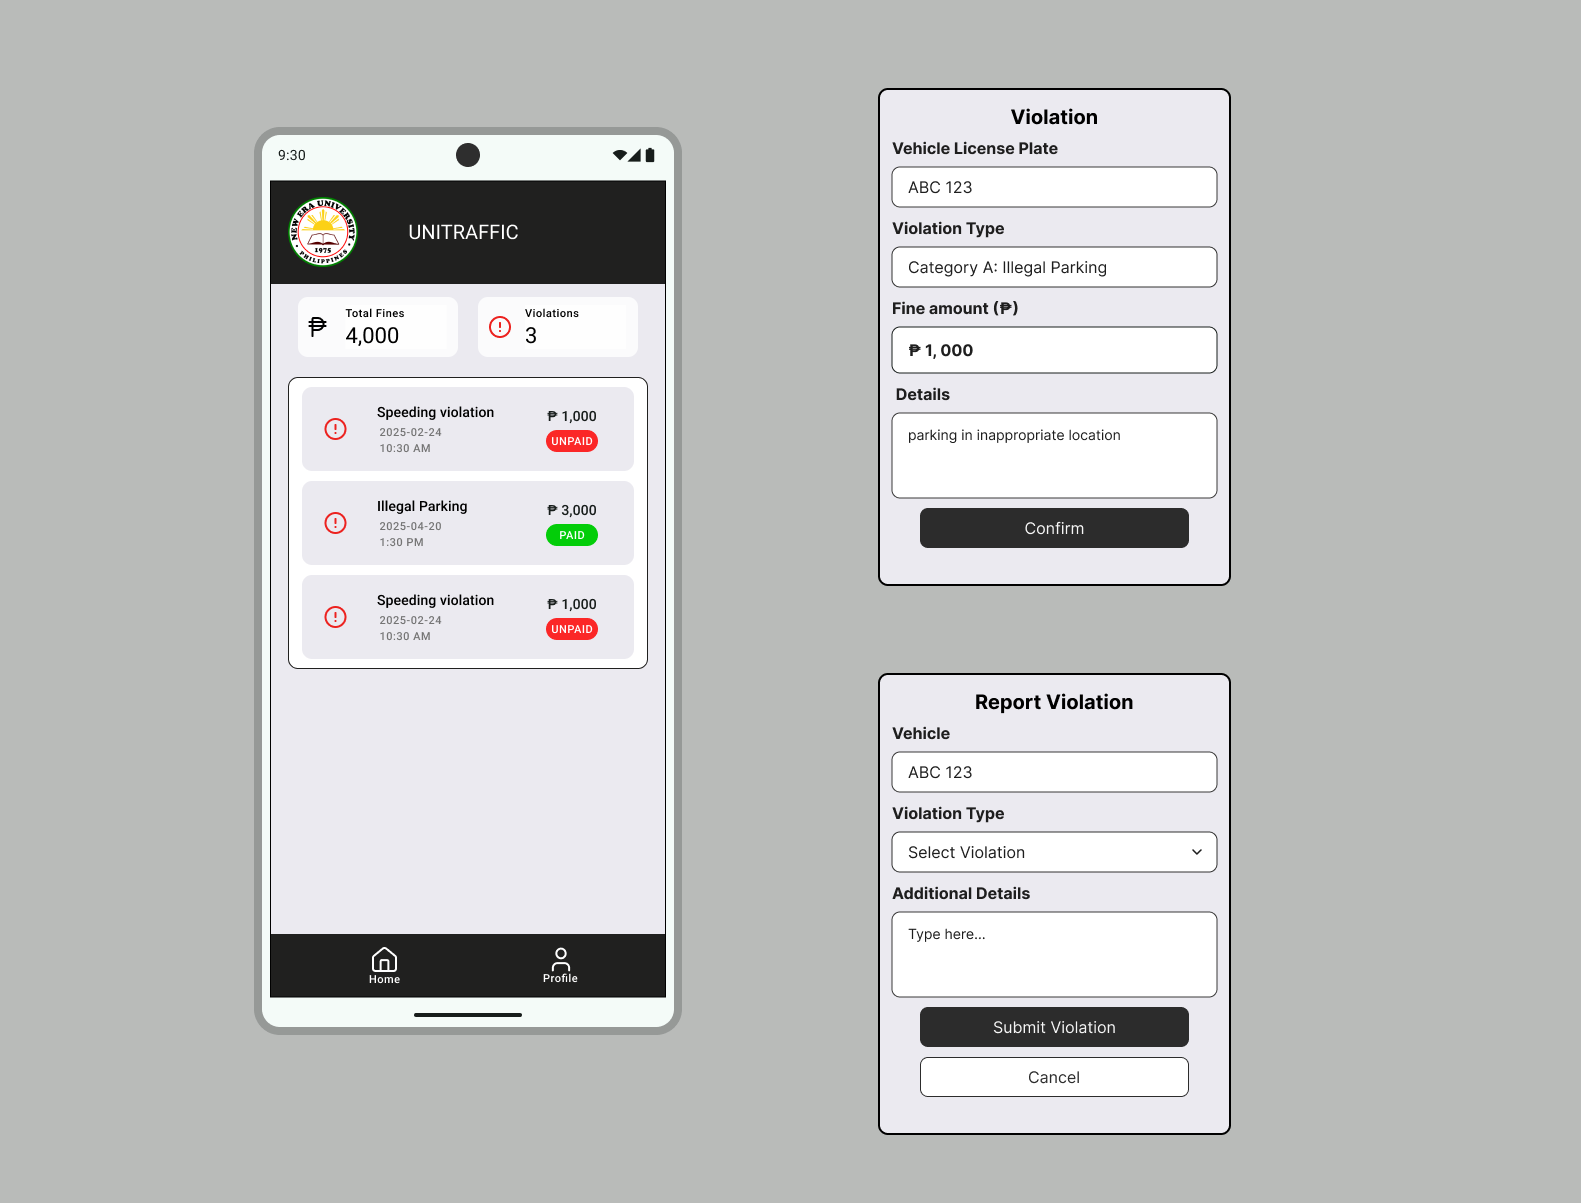 9:30
NEW ERA UNIVERSITY
1975
PHILIPPINES
UNITRAFFIC
Total Fines
₱ 4,000
Violations
3
Speeding violation
2025-02-24
10:30 AM
₱ 1,000
UNPAID
Illegal Parking
2025-04-20
1:30 PM
₱ 3,000
PAID
Speeding violation
2025-02-24
10:30 AM
₱ 1,000
UNPAID
Home
Profile
Violation
Vehicle License Plate
ABC 123
Violation Type
Category A: Illegal Parking
Fine amount (₱)
₱ 1, 000
Details
parking in inappropriate location
Confirm
Report Violation
Vehicle
ABC 123
Violation Type
Select Violation
Additional Details
Type here...
Submit Violation
Cancel